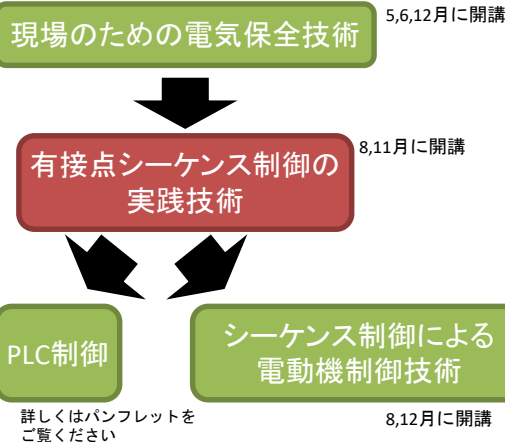 現場のための電気保全技術
5,6,12月に開講
有接点シーケンス制御の
実践技術
8,11月に開講
PLC制御
シーケンス制御による
電動機制御技術
詳しくはパンフレットを
ご覧ください
8,12月に開講